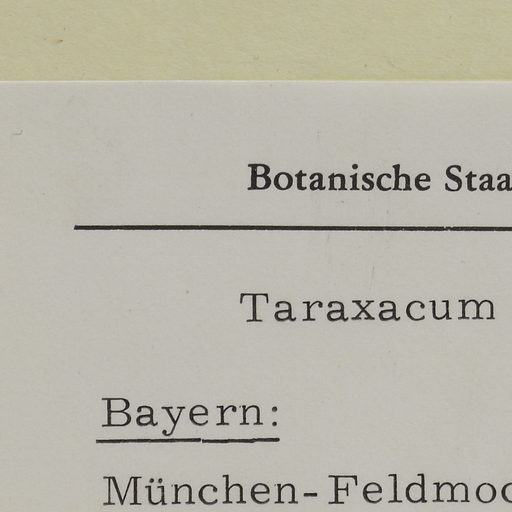 Botanische Staa
Taraxacum
Bayern:
München-Feldmoc